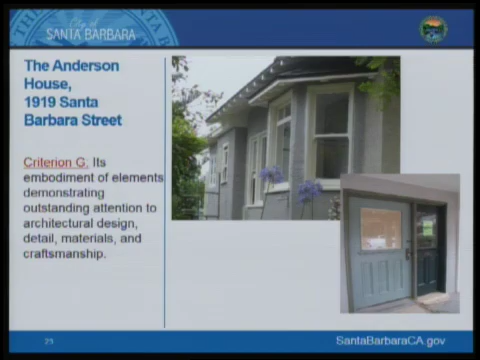 City of
SANTA BARBARA
The Anderson
House,
1919 Santa
Barbara Street
Criterion G. Its
embodiment of elements
demonstrating
outstanding attention to
architectural design,
detail, materials, and
craftsmanship.
SantaBarbaraCA.gov